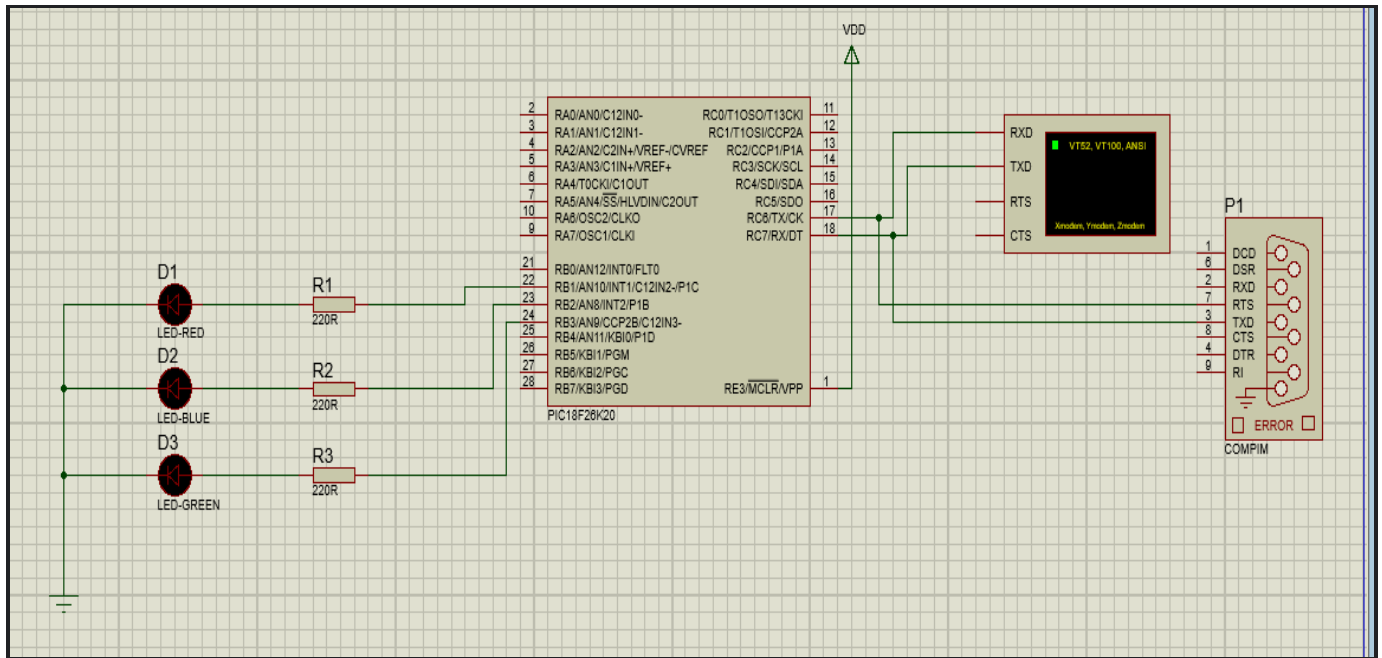 VDD
2 RA0/AN0/C12IN0-
3 RA1/AN1/C12IN1-
4 RA2/AN2/C2IN+/VREF-/CVREF
5 RA3/AN3/C1IN+/VREF+
6 RA4/T0CKI/C1OUT
7 RA5/AN4/SS/HLVDIN/C2OUT
10 RA6/OSC2/CLKO
9 RA7/OSC1/CLKI
21 RB0/AN12/INT0/FLT0
22 RB1/AN10/INT1/C12IN2-/P1C
23 RB2/AN8/INT2/P1B
24 RB3/AN9/CCP2B/C12IN3-
25 RB4/AN11/KBI0/P1D
26 RB5/KBI1/PGM
27 RB6/KBI2/PGC
28 RB7/KBI3/PGD
RC0/T1OSO/T13CKI 11
RC1/T1OSI/CCP2A 12
RC2/CCP1/P1A 13
RC3/SCK/SCL 14
RC4/SDI/SDA 15
RC5/SDO 16
RC6/TX/CK 17
RC7/RX/DT 18
RE3/MCLR/VPP 1
PIC18F26K20
D1
LED-RED
R1
220R
D2
LED-BLUE
R2
220R
D3
LED-GREEN
R3
220R
RXD
TXD
RTS
CTS
VT52, VT100, ANSI
Xmodem, Ymodem, Zmodem
P1
1 DCD
6 DSR
2 RXD
7 RTS
3 TXD
8 CTS
4 DTR
9 RI
ERROR
COMPIM